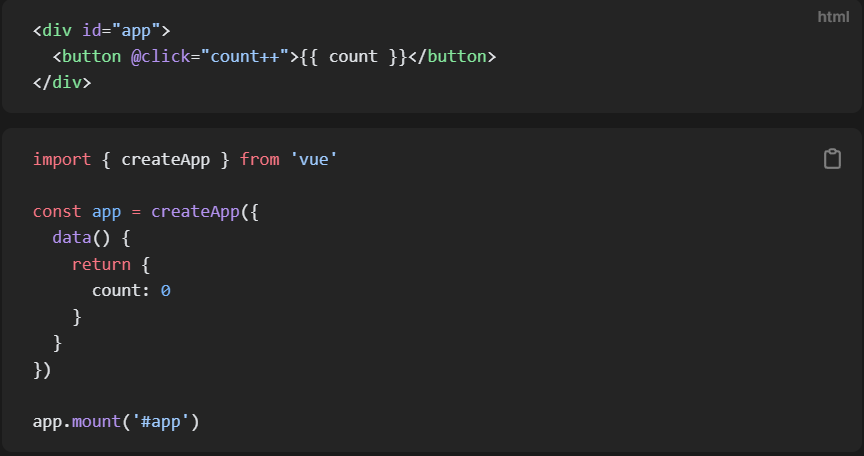 html
<div id="app">
  <button @click="count++">{{ count }}</button>
</div>
import { createApp } from 'vue'
const app = createApp({
  data() {
    return {
      count: 0
    }
  }
})
app.mount('#app')